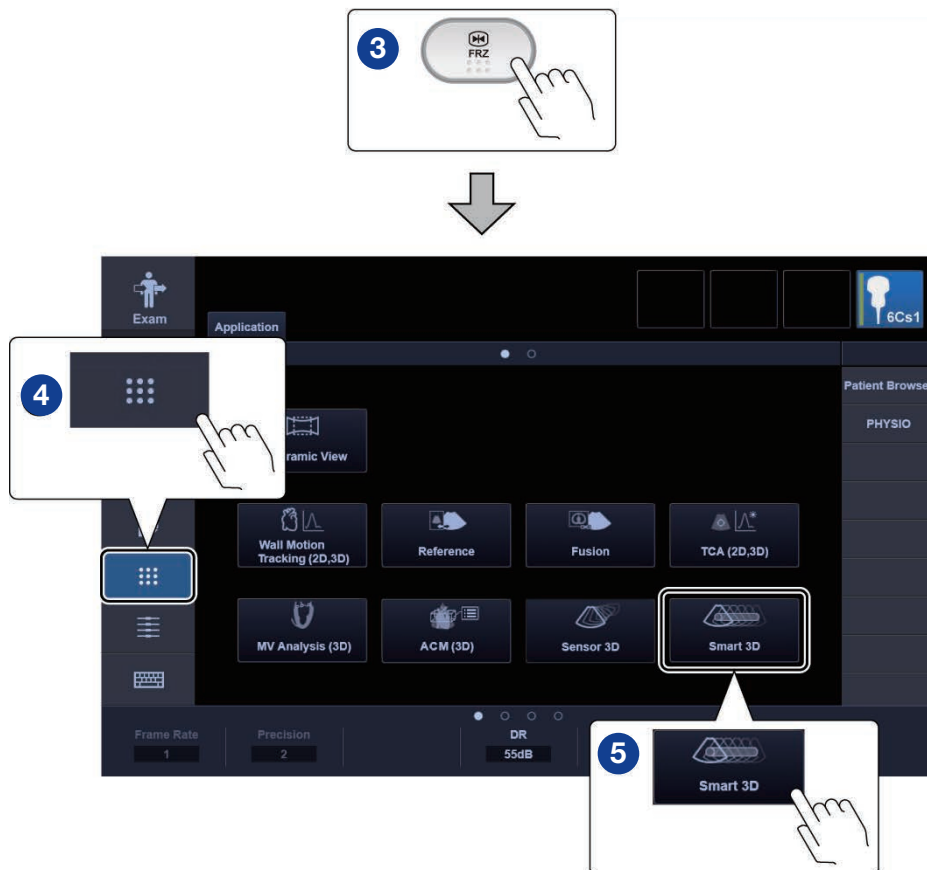 3
FRZ
Exam
Application
6Cs1
4
Patient Browse
PHYSIO
ramic View
Wall Motion
Tracking (2D,3D)
Reference
Fusion
TCA (2D,3D)
MV Analysis (3D)
ACM (3D)
Sensor 3D
Smart 3D
Frame Rate
1
Precision
2
DR
55dB
5
Smart 3D